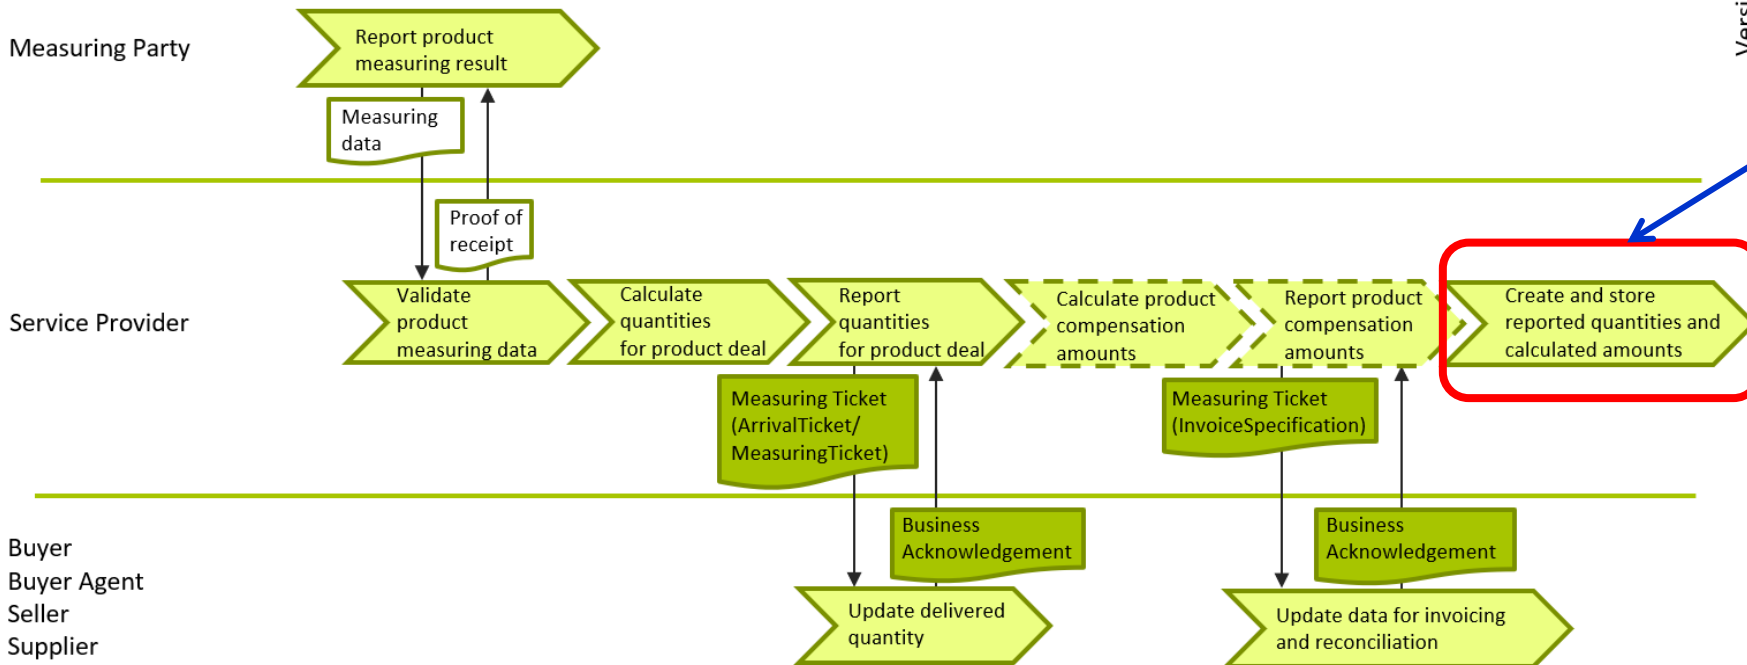 Measuring Party
Report product
measuring result
Measuring
data
Proof of
receipt
Service Provider
Validate
product
measuring data
Calculate
quantities
for product deal
Report
quantities
for product deal
Calculate product
compensation
amounts
Report product
compensation
amounts
Create and store
reported quantities and
calculated amounts
Measuring Ticket
(ArrivalTicket/
MeasuringTicket)
Measuring Ticket
(InvoiceSpecification)
Business
Acknowledgement
Business
Acknowledgement
Buyer
Buyer Agent
Seller
Supplier
Update delivered
quantity
Update data for invoicing
and reconciliation